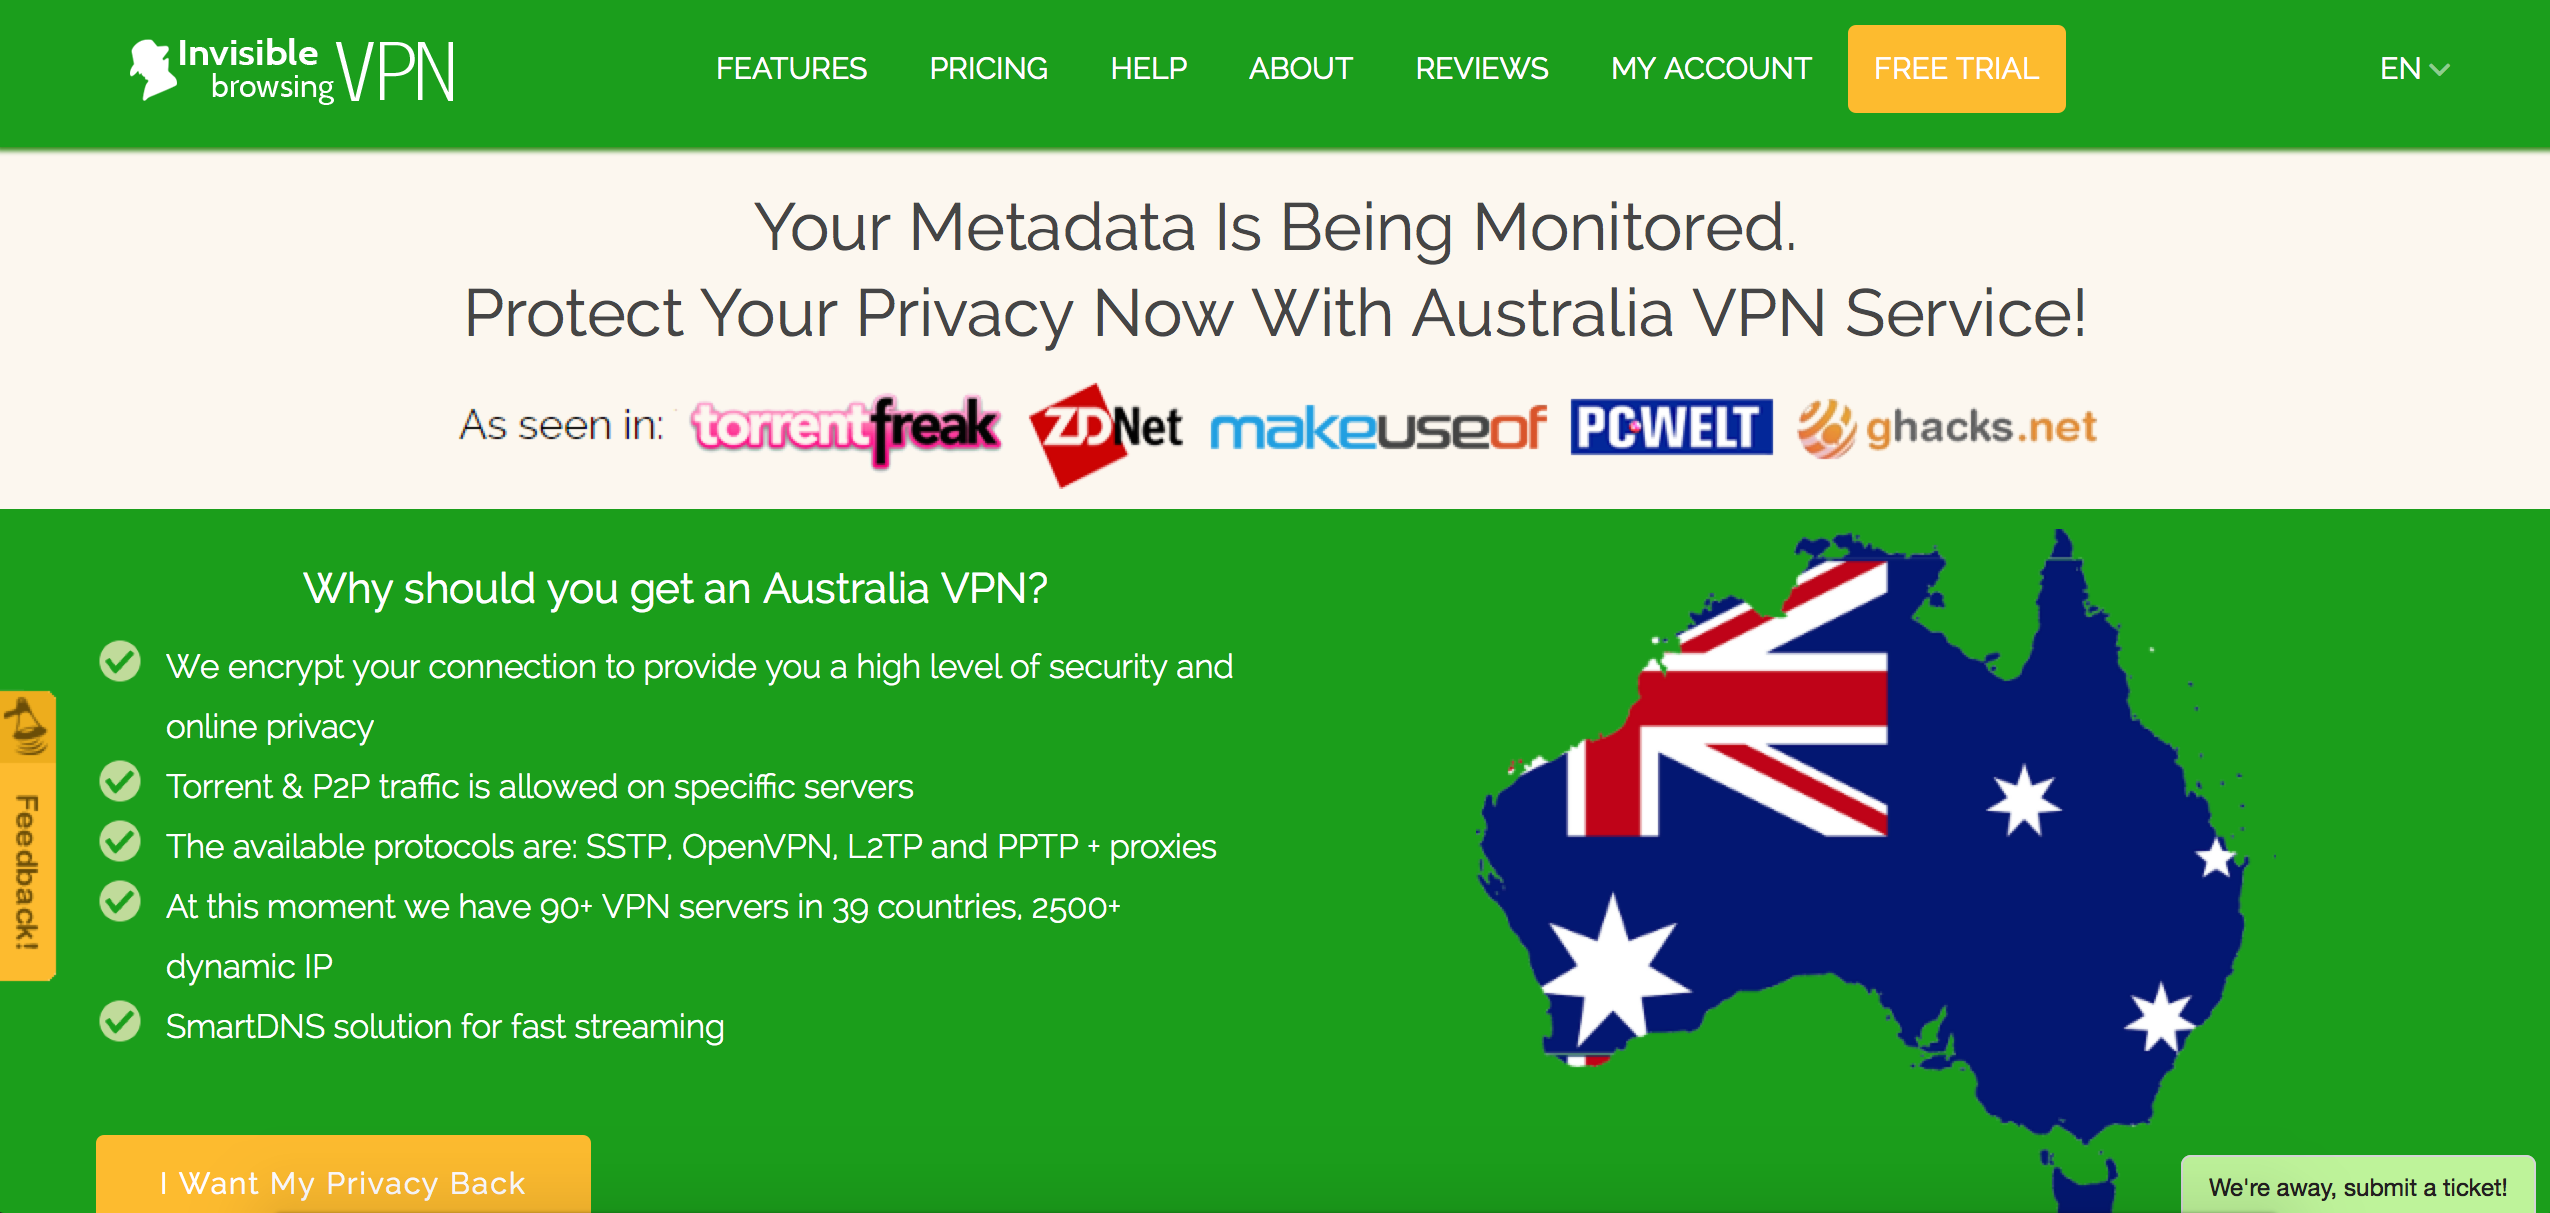 Invisible
browsing VPN
FEATURES PRICING HELP ABOUT REVIEWS MY ACCOUNT FREE TRIAL EN
Your Metadata Is Being Monitored.
Protect Your Privacy Now With Australia VPN Service!
As seen in: torrentfreak ZDNet makeuseof PCWELT ghacks.net
Why should you get an Australia VPN?
We encrypt your connection to provide you a high level of security and
online privacy
Torrent & P2P traffic is allowed on speciffic servers
The available protocols are: SSTP, OpenVPN, L2TP and PPTP + proxies
At this moment we have 90+ VPN servers in 39 countries, 2500+
dynamic IP
SmartDNS solution for fast streaming
Feedback!
I Want My Privacy Back
We're away, submit a ticket!